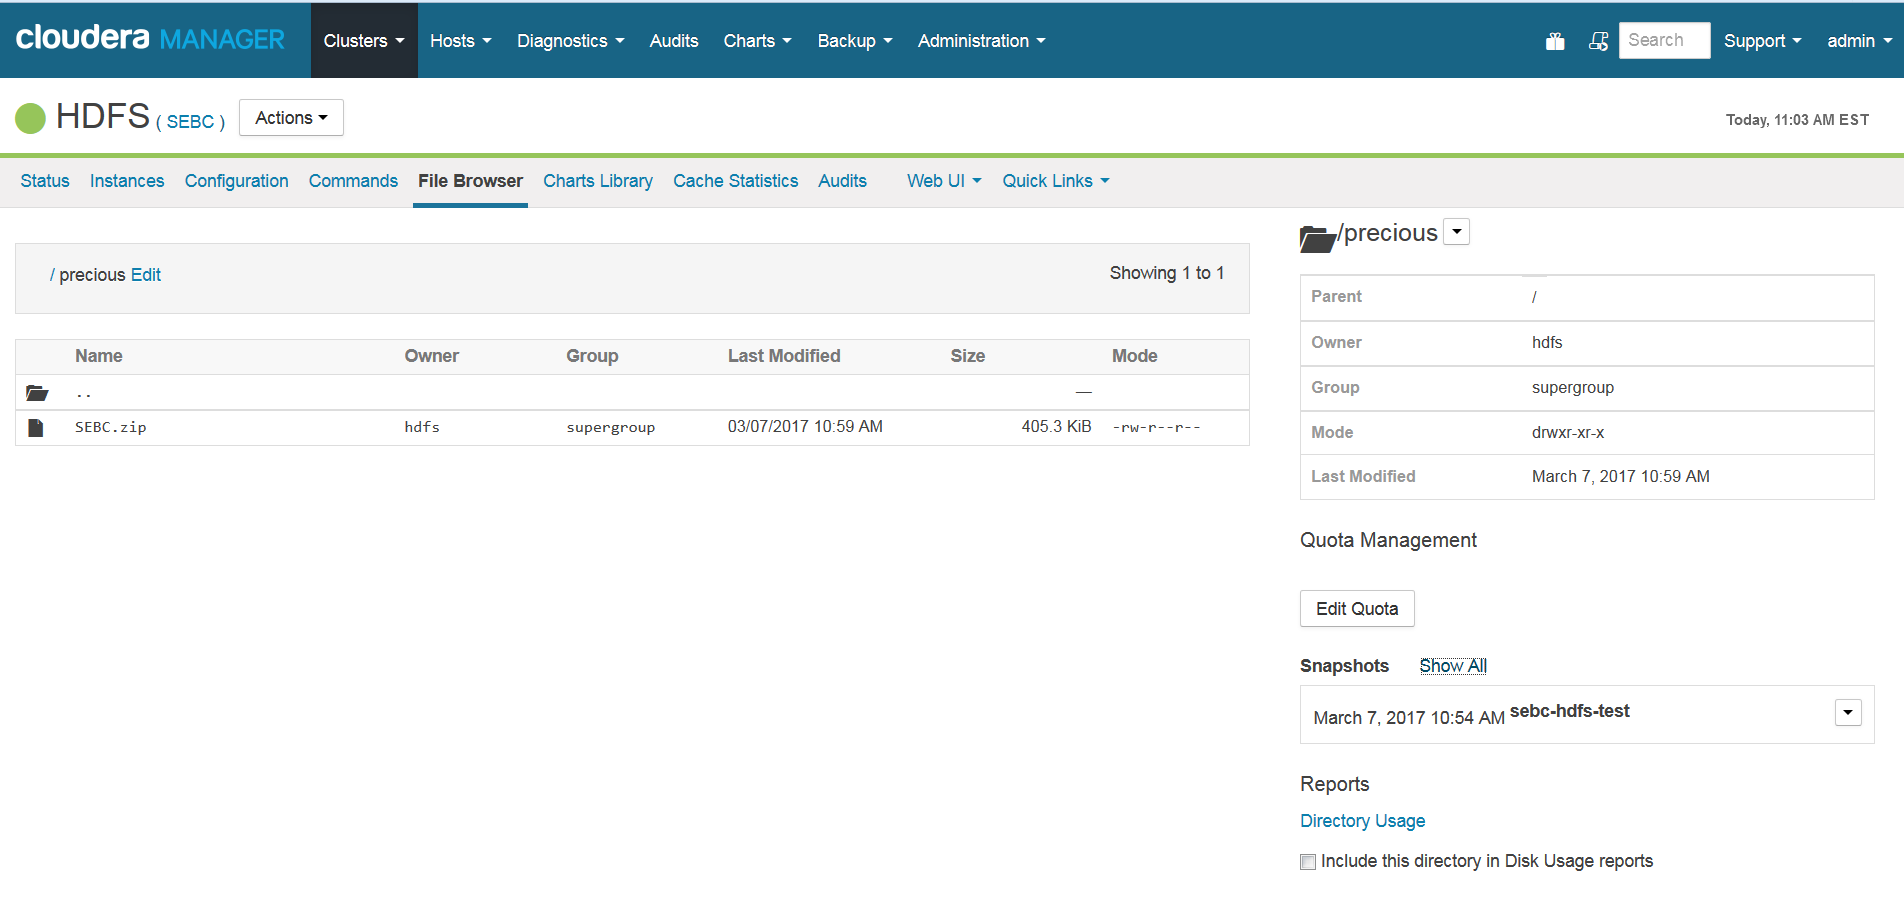 cloudera MANAGER Clusters Hosts Diagnostics Audits Charts Backup Administration Search Support admin
HDFS ( SEBC ) Actions Today, 11:03 AM EST
Status Instances Configuration Commands File Browser Charts Library Cache Statistics Audits Web UI Quick Links
/ precious Edit Showing 1 to 1
Name Owner Group Last Modified Size Mode
.. —
SEBC.zip hdfs supergroup 03/07/2017 10:59 AM 405.3 KiB -rw-r--r--
/precious
Parent /
Owner hdfs
Group supergroup
Mode drwxr-xr-x
Last Modified March 7, 2017 10:59 AM
Quota Management
Edit Quota
Snapshots Show All
March 7, 2017 10:54 AM sebc-hdfs-test
Reports
Directory Usage
Include this directory in Disk Usage reports